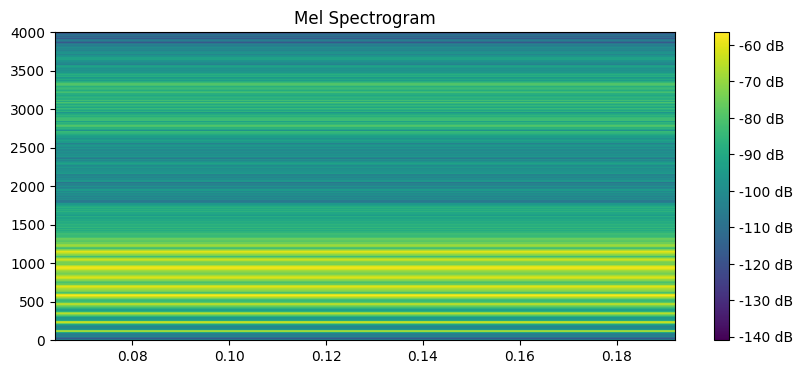 Mel Spectrogram
4000
3500
3000
2500
2000
1500
1000
500
0
0.08 0.10 0.12 0.14 0.16 0.18
-60 dB
-70 dB
-80 dB
-90 dB
-100 dB
-110 dB
-120 dB
-130 dB
-140 dB